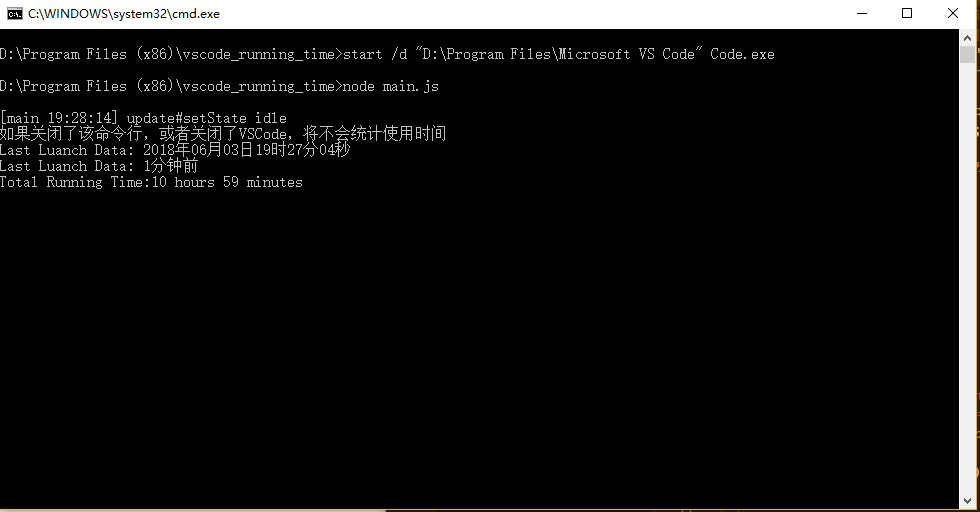 C:\WINDOWS\system32\cmd.exe
D:\Program Files (x86)\vscode_running_time>start /d "D:\Program Files\Microsoft VS Code" Code.exe
D:\Program Files (x86)\vscode_running_time>node main.js
[main 19:28:14] update#setState idle
如果关闭了该命令行，或者关闭了VSCode，将不会统计使用时间
Last Luanch Data: 2018年06月03日19时27分04秒
Last Luanch Data: 1分钟前
Total Running Time:10 hours 59 minutes